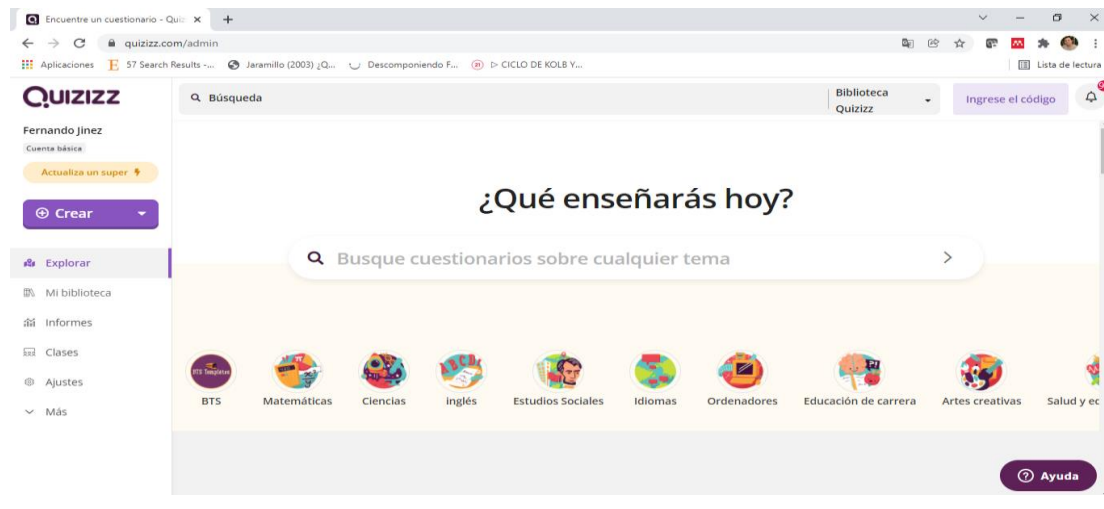 Encuentre un cuestionario - Quiz
quizizz.com/admin
Aplicaciones
57 Search Results -...
Jaramillo (2003) ¿Q...
Descomponiendo F...
▷ CICLO DE KOLB Y...
Lista de lectura
QUIZIZZ
Búsqueda
Biblioteca
Quizizz
Ingrese el código
Fernando Jinez
Cuenta básica
Actualiza un super
Crear
¿Qué enseñarás hoy?
Busque cuestionarios sobre cualquier tema
Explorar
Mi biblioteca
Informes
Clases
Ajustes
Más
BTS Templates
BTS
Matemáticas
Ciencias
inglés
Estudios Sociales
Idiomas
Ordenadores
Educación de carrera
Artes creativas
Salud y ec
Ayuda